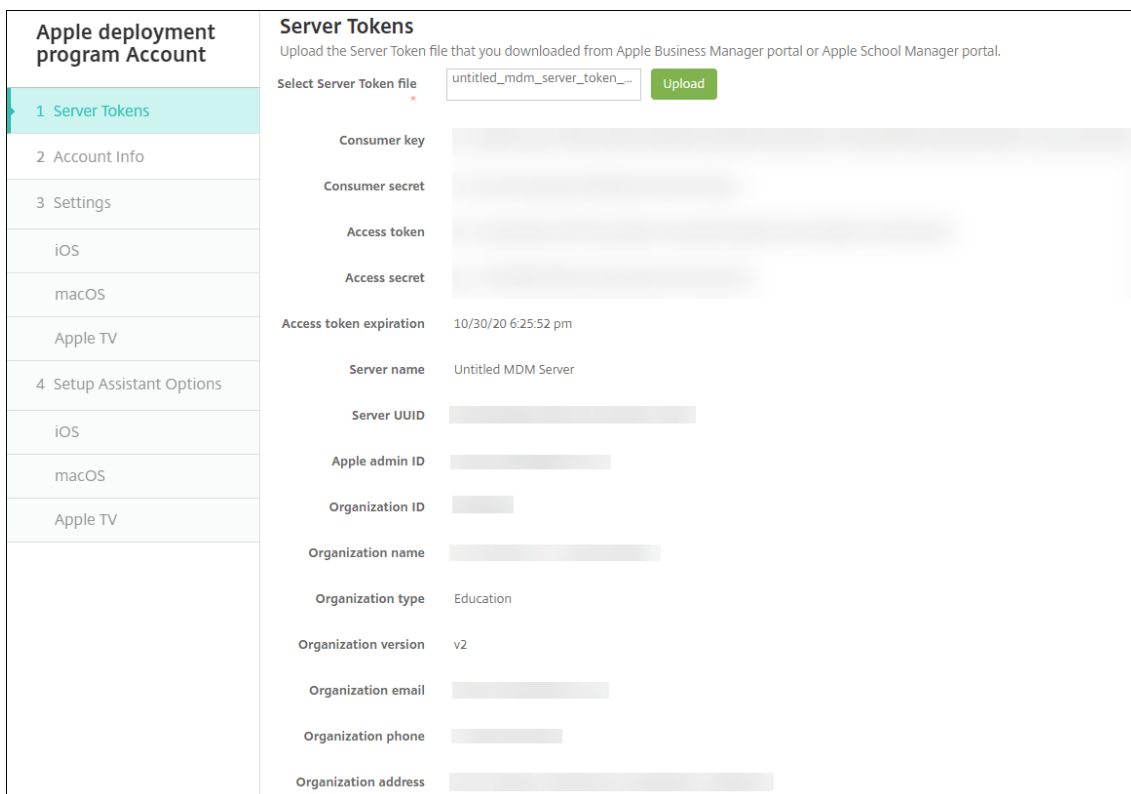 Apple deployment
program Account
1 Server Tokens
2 Account Info
3 Settings
iOS
macOS
Apple TV
4 Setup Assistant Options
iOS
macOS
Apple TV
Server Tokens
Upload the Server Token file that you downloaded from Apple Business Manager portal or Apple School Manager portal.
Select Server Token file untitled_mdm_server_token_... Upload
*
Consumer key
Consumer secret
Access token
Access secret
Access token expiration 10/30/20 6:25:52 pm
Server name Untitled MDM Server
Server UUID
Apple admin ID
Organization ID
Organization name
Organization type Education
Organization version v2
Organization email
Organization phone
Organization address